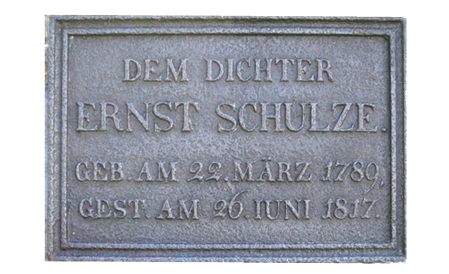 DEM DICHTER
ERNST SCHULZE.
GEB. AM 22. MÄRZ 1789.
GEST. AM 26. IUNI 1817.